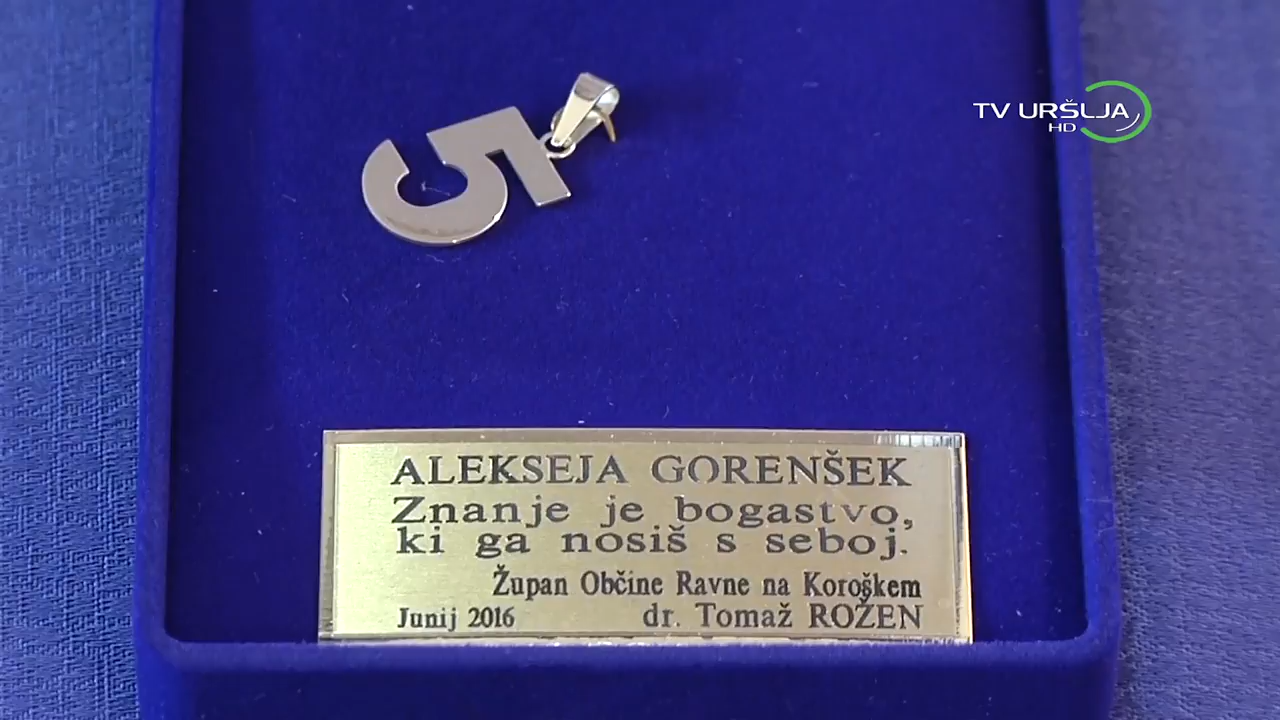 5
TV URŠLJA
HD
ALEKSEJA GORENŠEK
Znanje je bogastvo,
ki ga nosiš s seboj.
Župan Občine Ravne na Koroškem
Junij 2016 dr. Tomaž ROŽEN